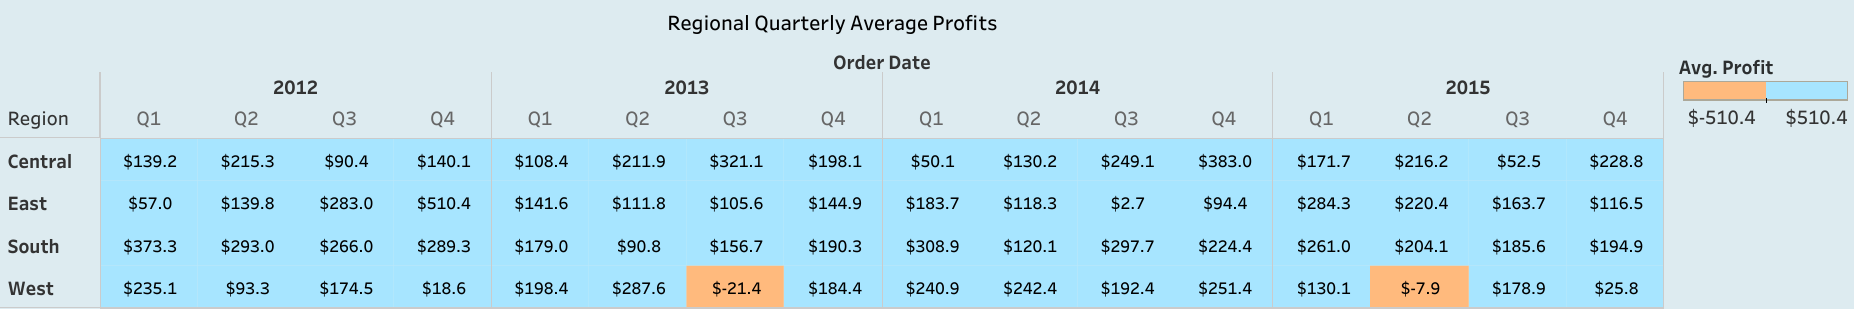 Regional Quarterly Average Profits
Order Date
Avg. Profit
2012 2013 2014 2015
$-510.4 $510.4
Region Q1 Q2 Q3 Q4 Q1 Q2 Q3 Q4 Q1 Q2 Q3 Q4 Q1 Q2 Q3 Q4
Central $139.2 $215.3 $90.4 $140.1 $108.4 $211.9 $321.1 $198.1 $50.1 $130.2 $249.1 $383.0 $171.7 $216.2 $52.5 $228.8
East $57.0 $139.8 $283.0 $510.4 $141.6 $111.8 $105.6 $144.9 $183.7 $118.3 $2.7 $94.4 $284.3 $220.4 $163.7 $116.5
South $373.3 $293.0 $266.0 $289.3 $179.0 $90.8 $156.7 $190.3 $308.9 $120.1 $297.7 $224.4 $261.0 $204.1 $185.6 $194.9
West $235.1 $93.3 $174.5 $18.6 $198.4 $287.6 $-21.4 $184.4 $240.9 $242.4 $192.4 $251.4 $130.1 $-7.9 $178.9 $25.8